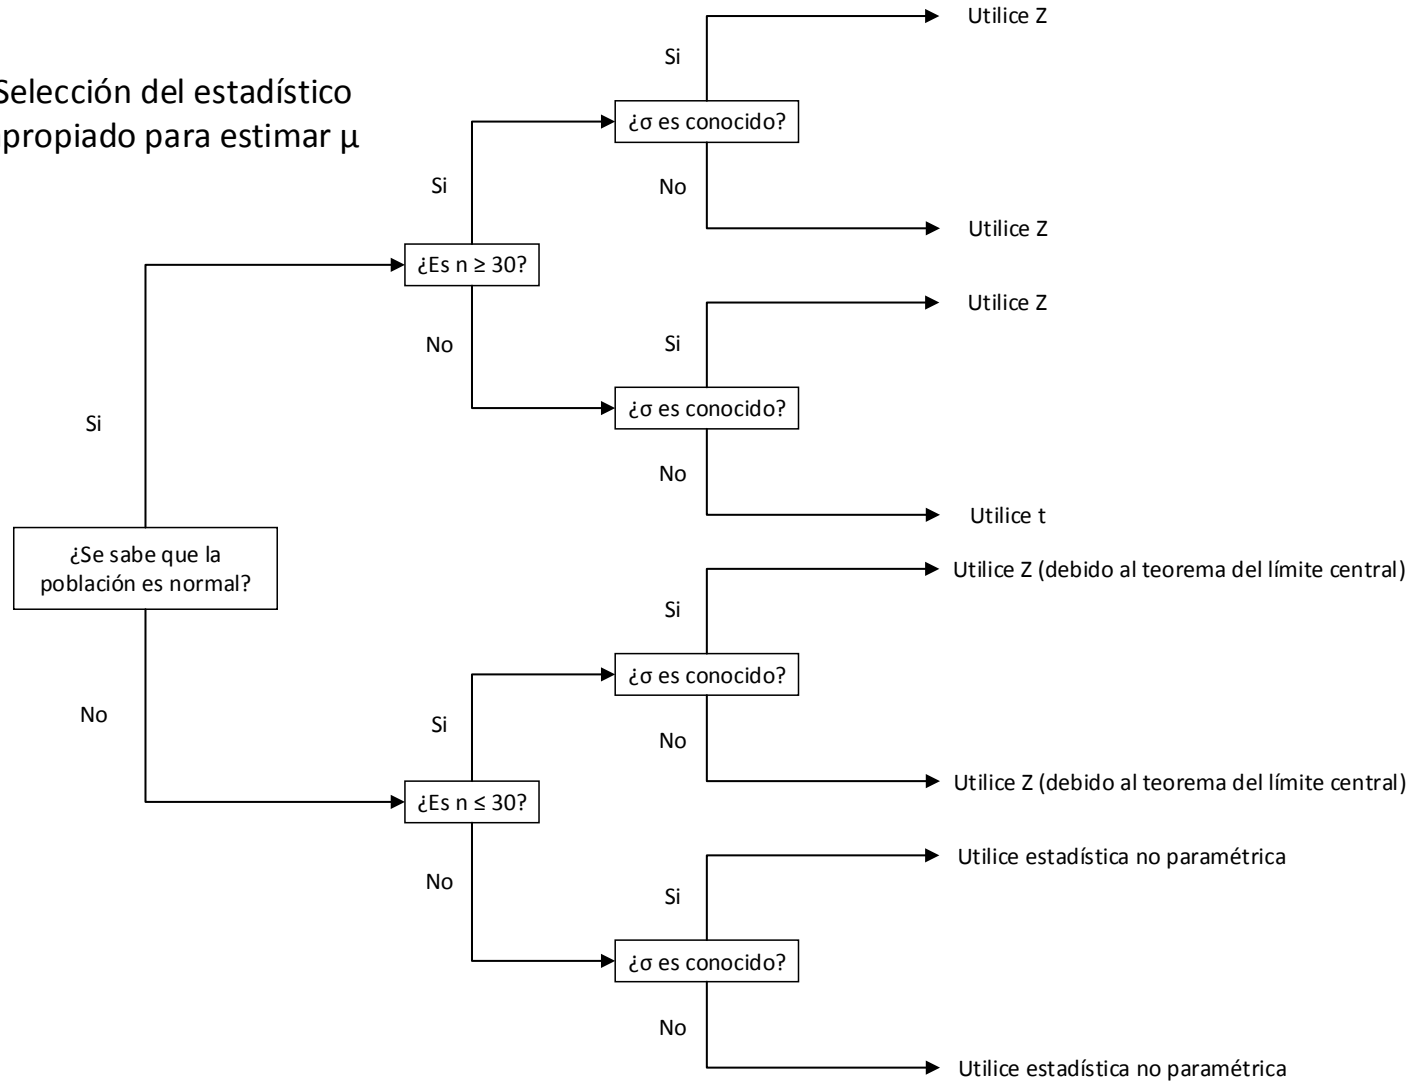 Selección del estadístico
propiado para estimar μ
Utilice Z
Si
¿σ es conocido?
No
Utilice Z
Si
¿Es n ≥ 30?
No
Utilice Z
Si
¿σ es conocido?
No
Utilice t
Si
¿Se sabe que la
población es normal?
No
Utilice Z (debido al teorema del límite central)
Si
¿σ es conocido?
No
Utilice Z (debido al teorema del límite central)
Si
¿Es n ≤ 30?
No
Utilice estadística no paramétrica
Si
¿σ es conocido?
No
Utilice estadística no paramétrica